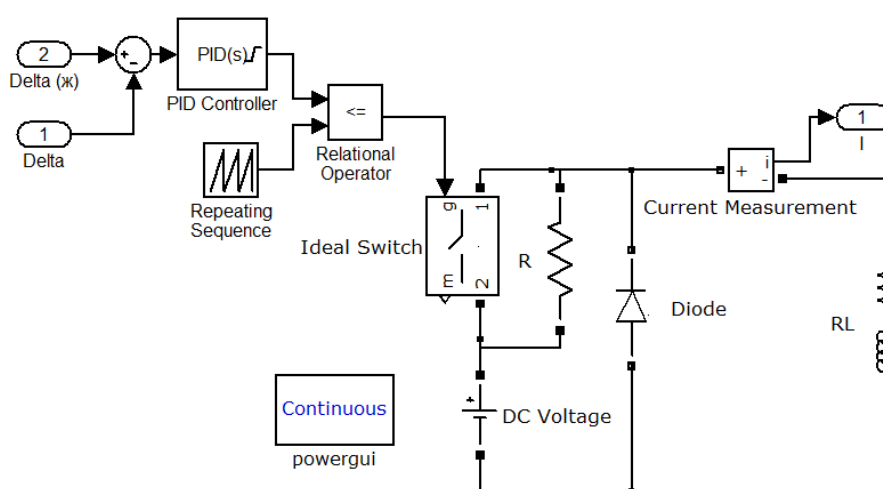 2
Delta (ж)
+
-
PID(s)
PID Controller
1
Delta
Repeating
Sequence
<=
Relational
Operator
g
1
m
2
Ideal Switch
R
Diode
+
i
-
Current Measurement
1
I
RL
+
DC Voltage
Continuous
powergui